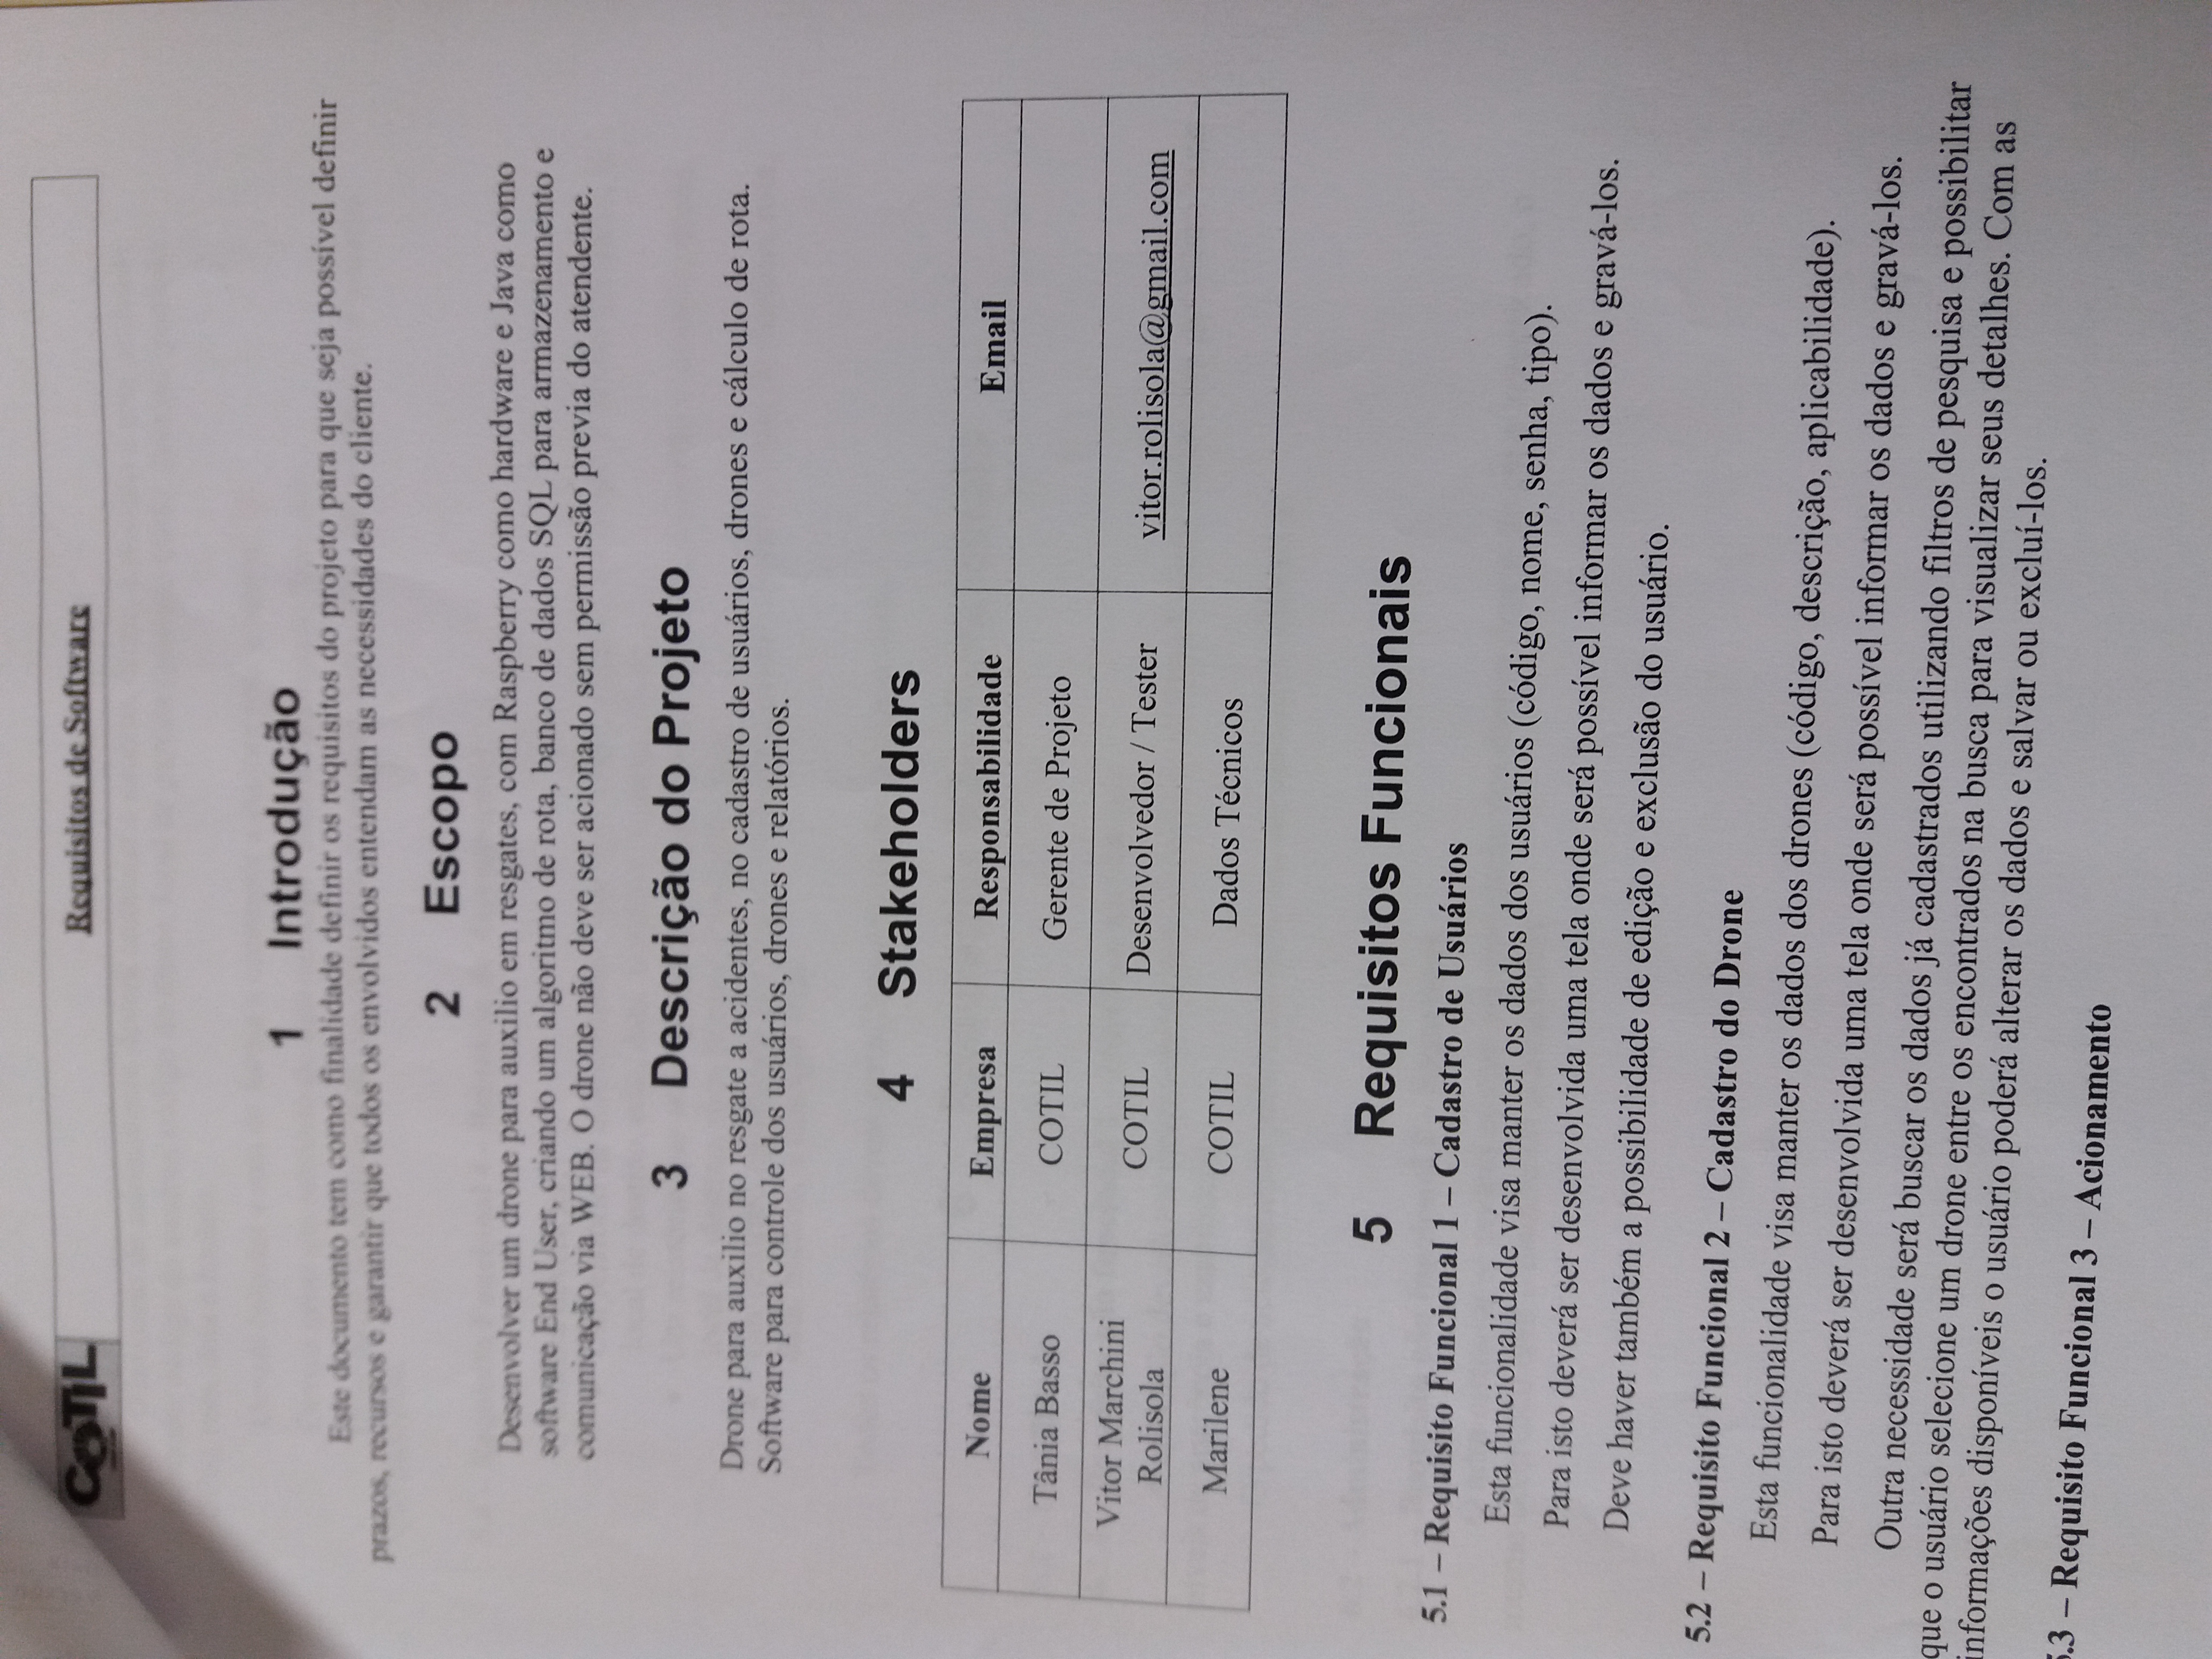 COTIL
Requisitos de Software
1 Introdução
Este documento tem como finalidade definir os requisitos do projeto para que seja possível definir
prazos, recursos e garantir que todos os envolvidos entendam as necessidades do cliente.
2 Escopo
Desenvolver um drone para auxilio em resgates, com Raspberry como hardware e Java como
software End User, criando um algoritmo de rota, banco de dados SQL para armazenamento e
comunicação via WEB. O drone não deve ser acionado sem permissão previa do atendente.
3 Descrição do Projeto
Drone para auxilio no resgate a acidentes, no cadastro de usuários, drones e cálculo de rota.
Software para controle dos usuários, drones e relatórios.
4 Stakeholders
Nome Empresa Responsabilidade Email
Tânia Basso COTIL Gerente de Projeto
Vitor Marchini
Rolisola COTIL Desenvolvedor / Tester vitor.rolisola@gmail.com
Marilene COTIL Dados Técnicos
5 Requisitos Funcionais
5.1 – Requisito Funcional 1 – Cadastro de Usuários
Esta funcionalidade visa manter os dados dos usuários (código, nome, senha, tipo).
Para isto deverá ser desenvolvida uma tela onde será possível informar os dados e gravá-los.
Deve haver também a possibilidade de edição e exclusão do usuário.
5.2 – Requisito Funcional 2 – Cadastro do Drone
Esta funcionalidade visa manter os dados dos drones (código, descrição, aplicabilidade).
Para isto deverá ser desenvolvida uma tela onde será possível informar os dados e gravá-los.
Outra necessidade será buscar os dados já cadastrados utilizando filtros de pesquisa e possibilitar
que o usuário selecione um drone entre os encontrados na busca para visualizar seus detalhes. Com as
informações disponíveis o usuário poderá alterar os dados e salvar ou excluí-los.
5.3 – Requisito Funcional 3 – Acionamento